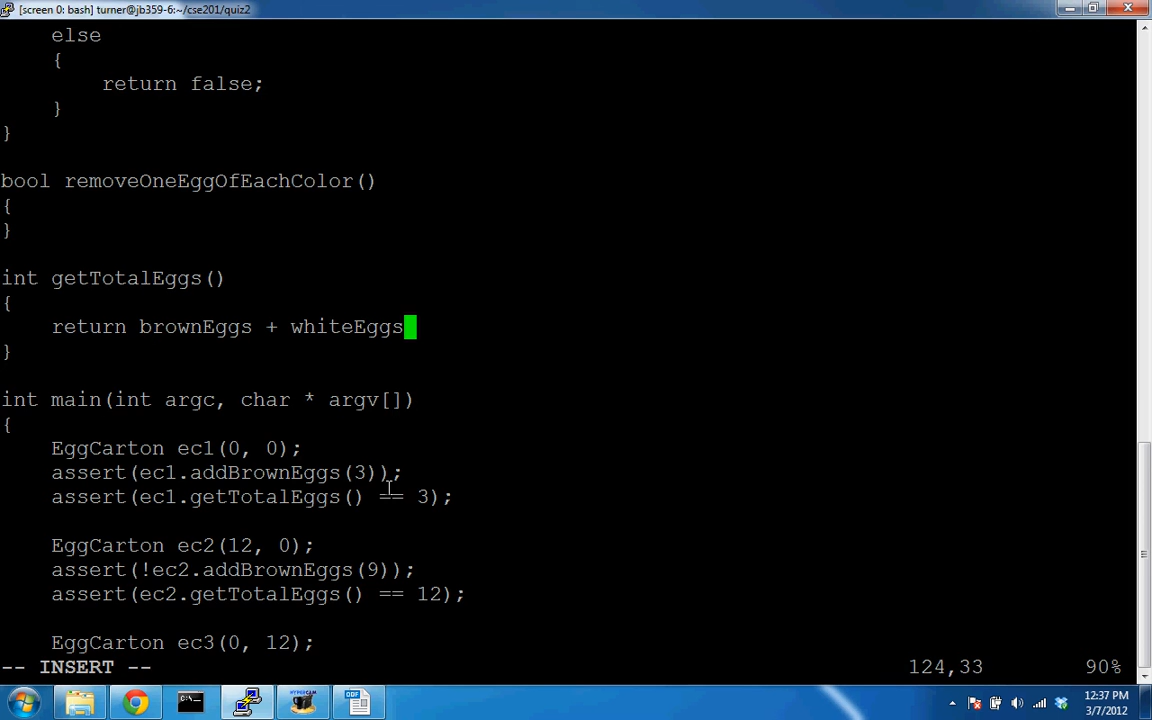 [screen 0: bash] turner@jb359-6:~/cse201/quiz2
    else
    {
        return false;
    }
}

bool removeOneEggOfEachColor()
{
}

int getTotalEggs()
{
    return brownEggs + whiteEggs
}

int main(int argc, char * argv[])
{
    EggCarton ec1(0, 0);
    assert(ec1.addBrownEggs(3));
    assert(ec1.getTotalEggs() == 3);

    EggCarton ec2(12, 0);
    assert(!ec2.addBrownEggs(9));
    assert(ec2.getTotalEggs() == 12);

    EggCarton ec3(0, 12);
-- INSERT -- 124,33 90%
HYPERCAM
ODF
12:37 PM
3/7/2012